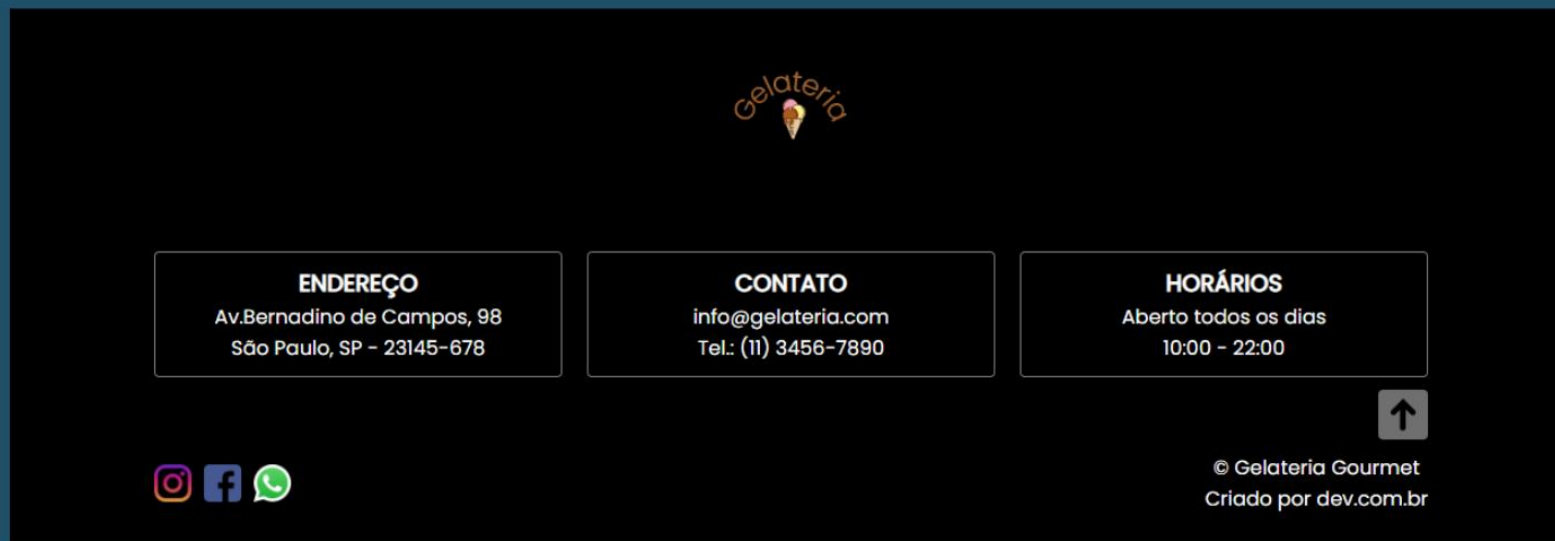 Gelateria
ENDEREÇO
Av.Bernadino de Campos, 98
São Paulo, SP - 23145-678
CONTATO
info@gelateria.com
Tel.: (11) 3456-7890
HORÁRIOS
Aberto todos os dias
10:00 - 22:00
© Gelateria Gourmet
Criado por dev.com.br